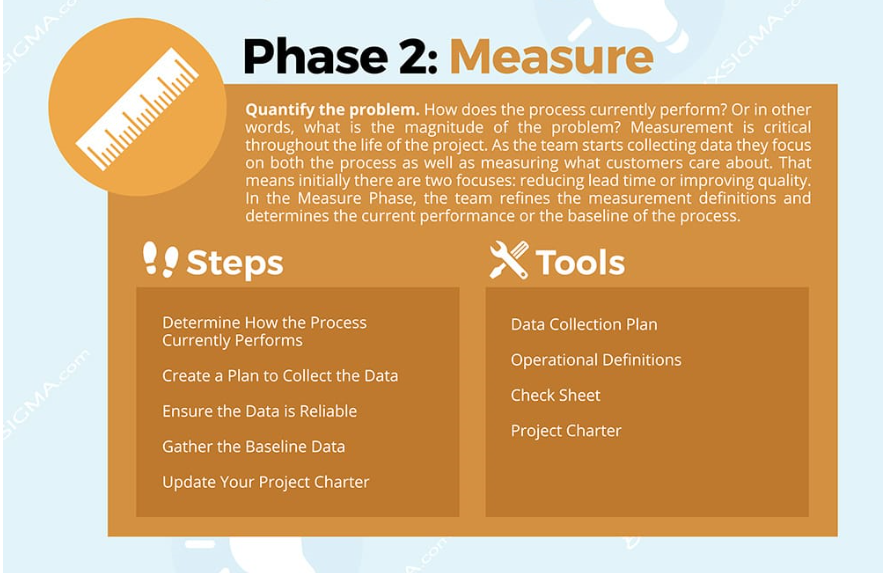 Phase 2: Measure
Quantify the problem. How does the process currently perform? Or in other
words, what is the magnitude of the problem? Measurement is critical
throughout the life of the project. As the team starts collecting data they focus
on both the process as well as measuring what customers care about. That
means initially there are two focuses: reducing lead time or improving quality.
In the Measure Phase, the team refines the measurement definitions and
determines the current performance or the baseline of the process.
Steps
Determine How the Process
Currently Performs
Create a Plan to Collect the Data
Ensure the Data is Reliable
Gather the Baseline Data
Update Your Project Charter
Tools
Data Collection Plan
Operational Definitions
Check Sheet
Project Charter